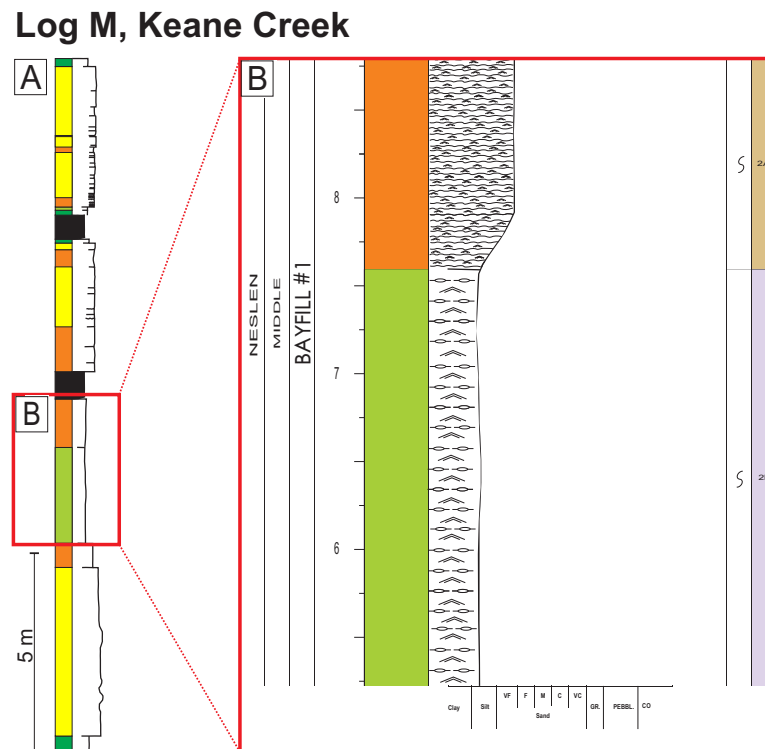 Log M, Keane Creek
A
B
B
5 m
NESLEN
MIDDLE
BAYFILL #1
8
7
6
Clay
Silt
VF
F
M
C
VC
Sand
GR.
PEBBL.
CO